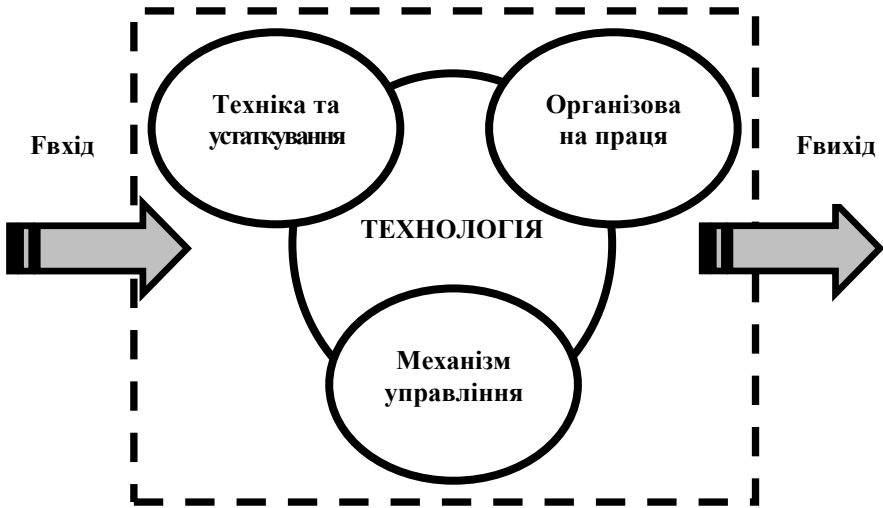 Техніка та
устаткування
Організова
на праця
Fвхід
Fвихід
ТЕХНОЛОГІЯ
Механізм
управління